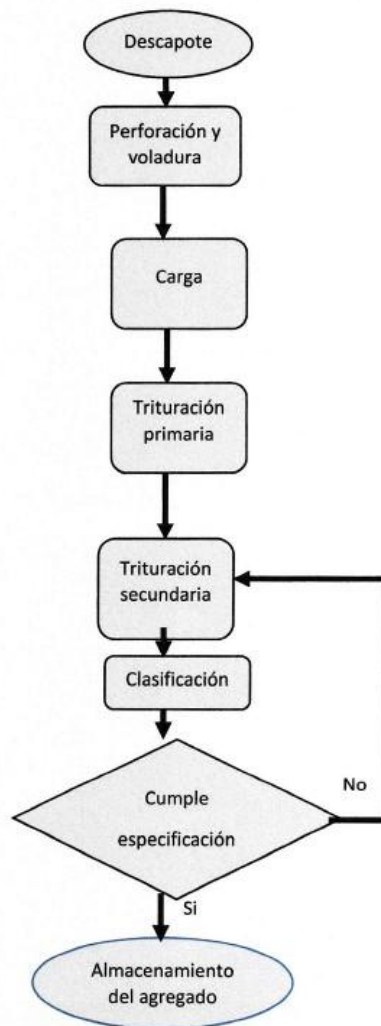 Descapote
Perforación y
voladura
Carga
Trituración
primaria
Trituración
secundaria
Clasificación
Cumple
especificación
No
Si
Almacenamiento
del agregado